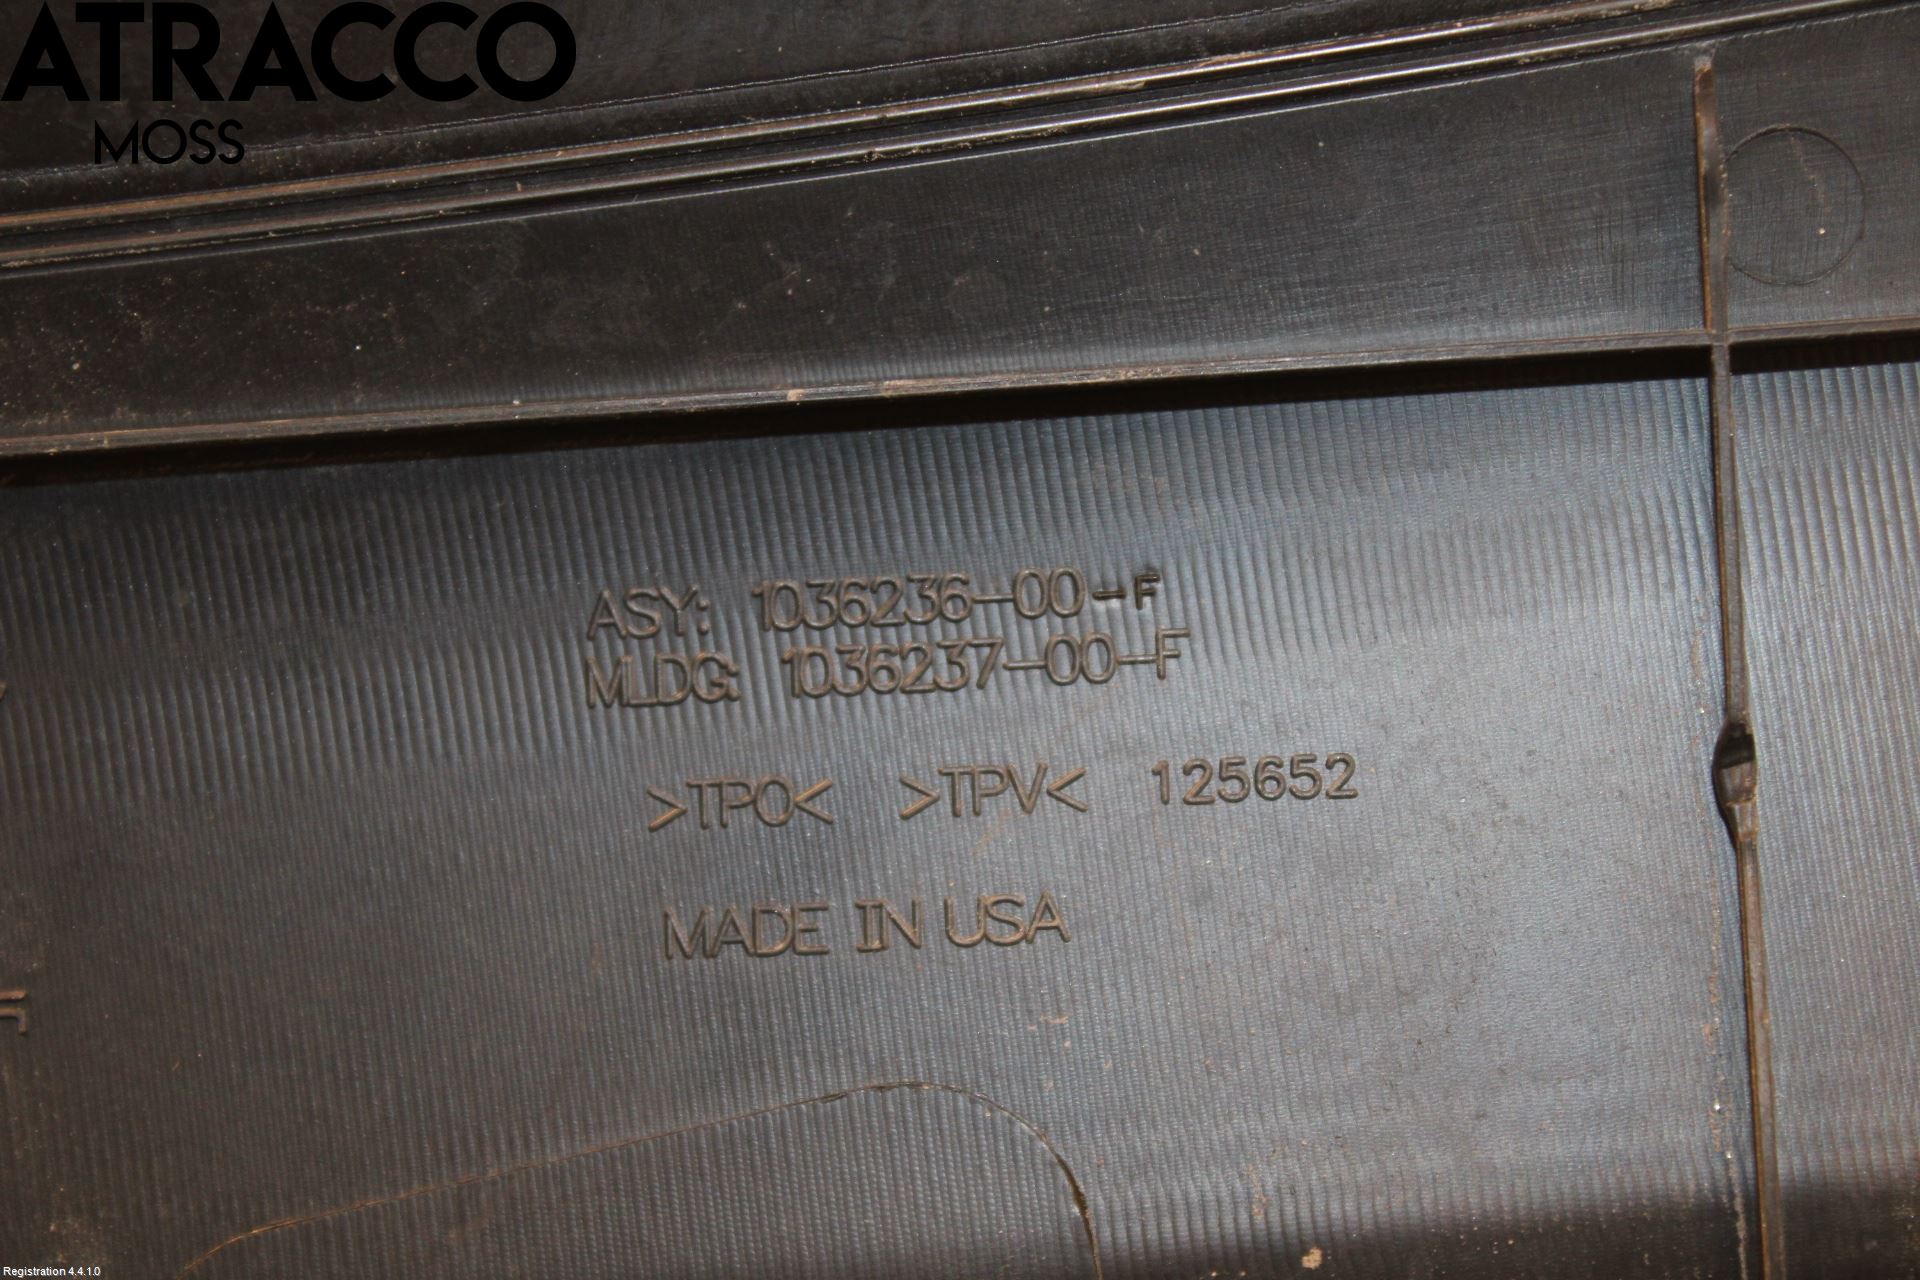 ATRACCO
MOSS
ASY: 1036236-00-F
MLDG: 1036237-00-F
>TPO< >TPV< 125652
MADE IN USA
Registration 4.4.1.0